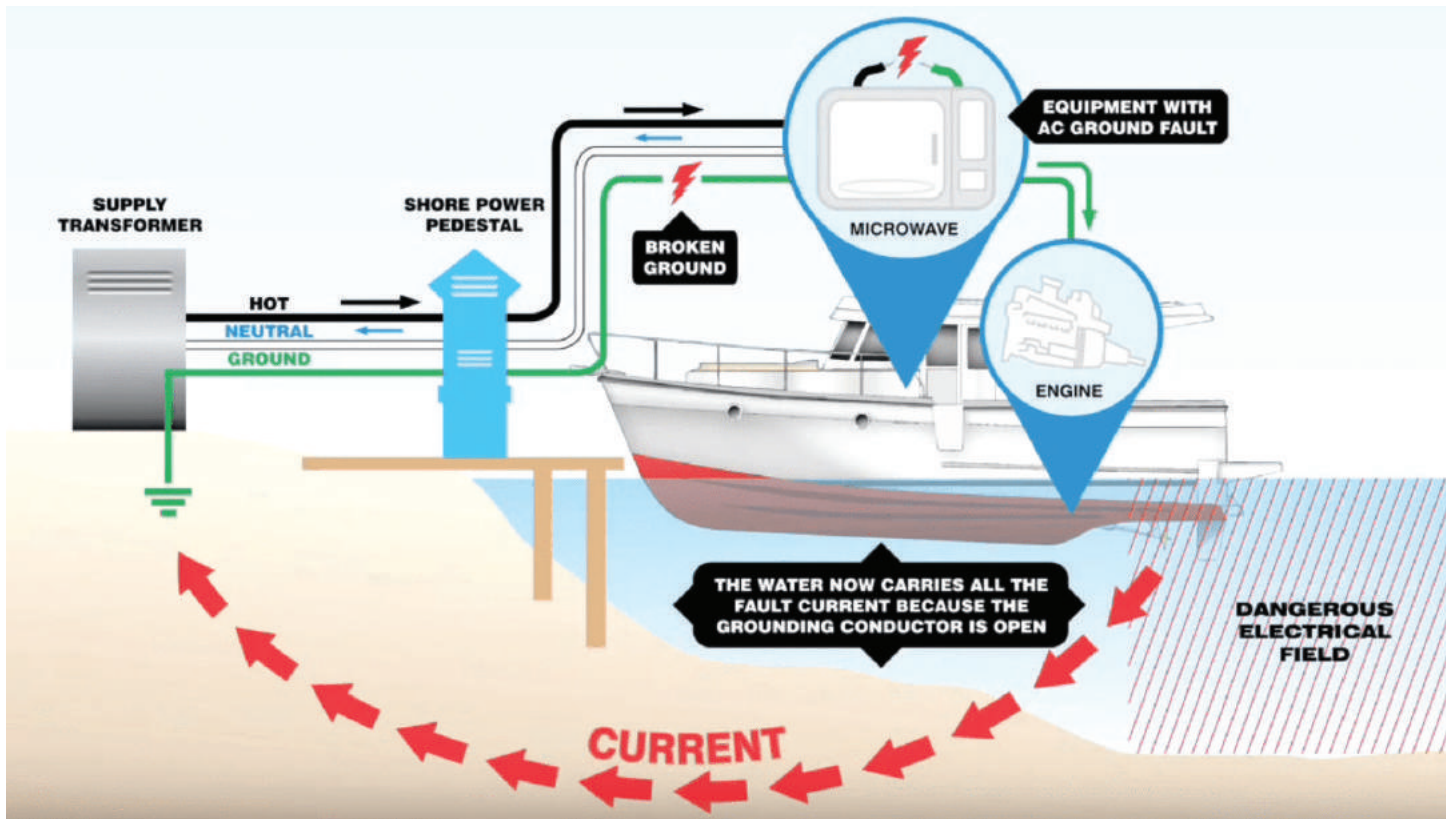 EQUIPMENT WITH
AC GROUND FAULT
SUPPLY
TRANSFORMER
SHORE POWER
PEDESTAL
MICROWAVE
BROKEN
GROUND
HOT
NEUTRAL
GROUND
ENGINE
THE WATER NOW CARRIES ALL THE
FAULT CURRENT BECAUSE THE
GROUNDING CONDUCTOR IS OPEN
DANGEROUS
ELECTRICAL
FIELD
CURRENT